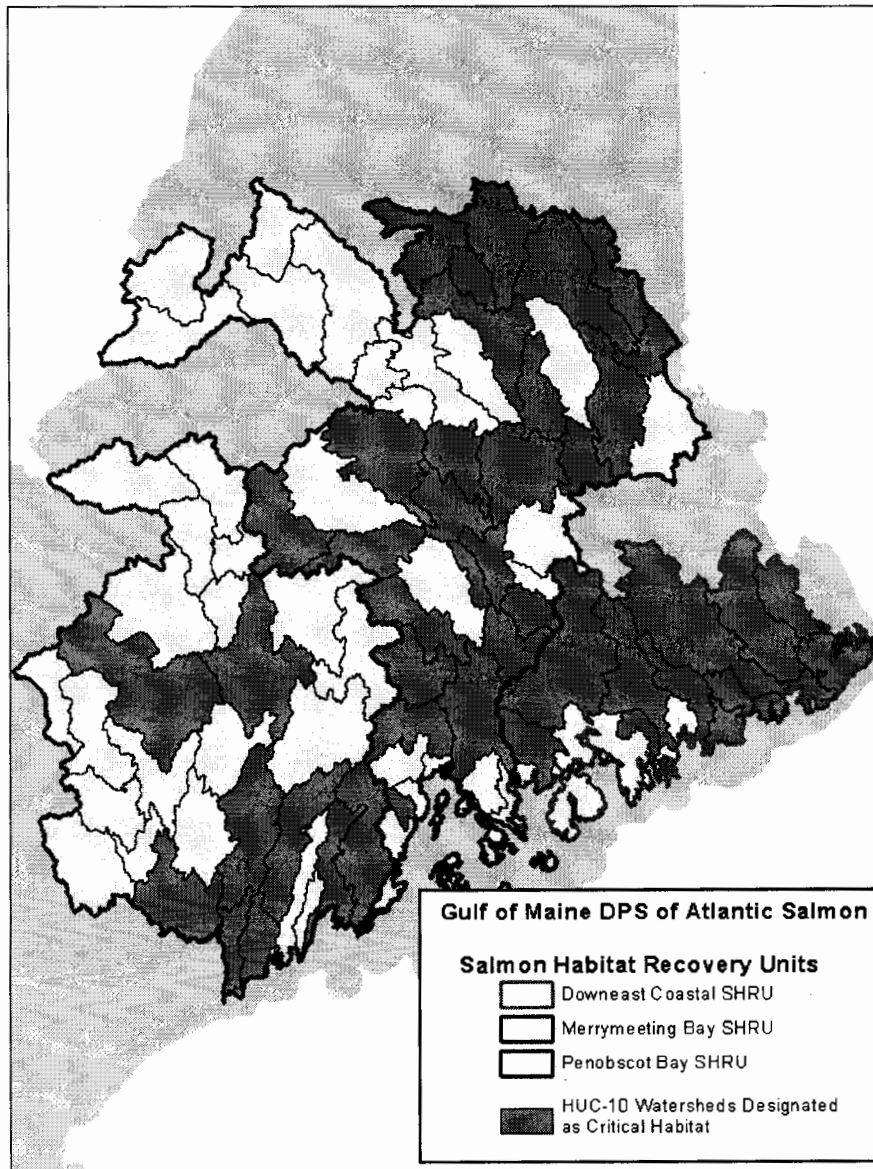 Gulf of Maine DPS of Atlantic Salmon
Salmon Habitat Recovery Units
Downeast Coastal SHRU
Merrymeeting Bay SHRU
Penobscot Bay SHRU
HUC-10 Watersheds Designated
as Critical Habitat